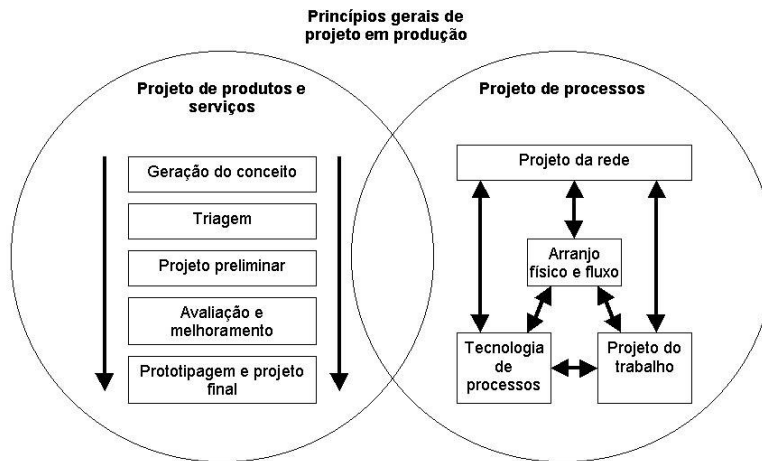 Princípios gerais de
projeto em produção
Projeto de produtos e
serviços
Geração do conceito
Triagem
Projeto preliminar
Avaliação e
melhoramento
Prototipagem e projeto
final
Projeto de processos
Projeto da rede
Arranjo
físico e fluxo
Tecnologia
de
processos
Projeto do
trabalho